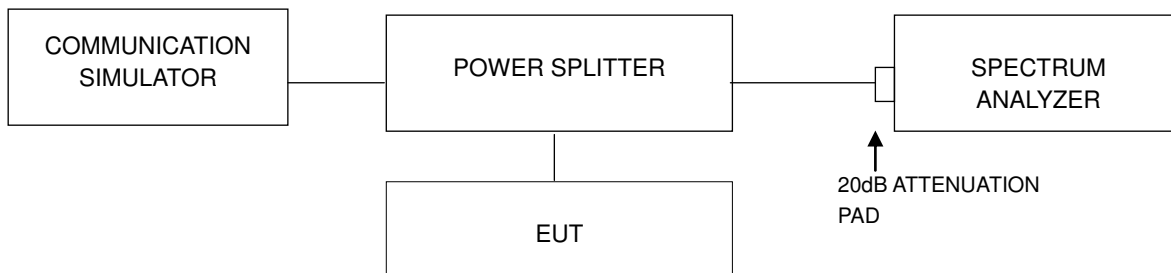 COMMUNICATION
SIMULATOR
POWER SPLITTER
SPECTRUM
ANALYZER
20dB ATTENUATION
PAD
EUT